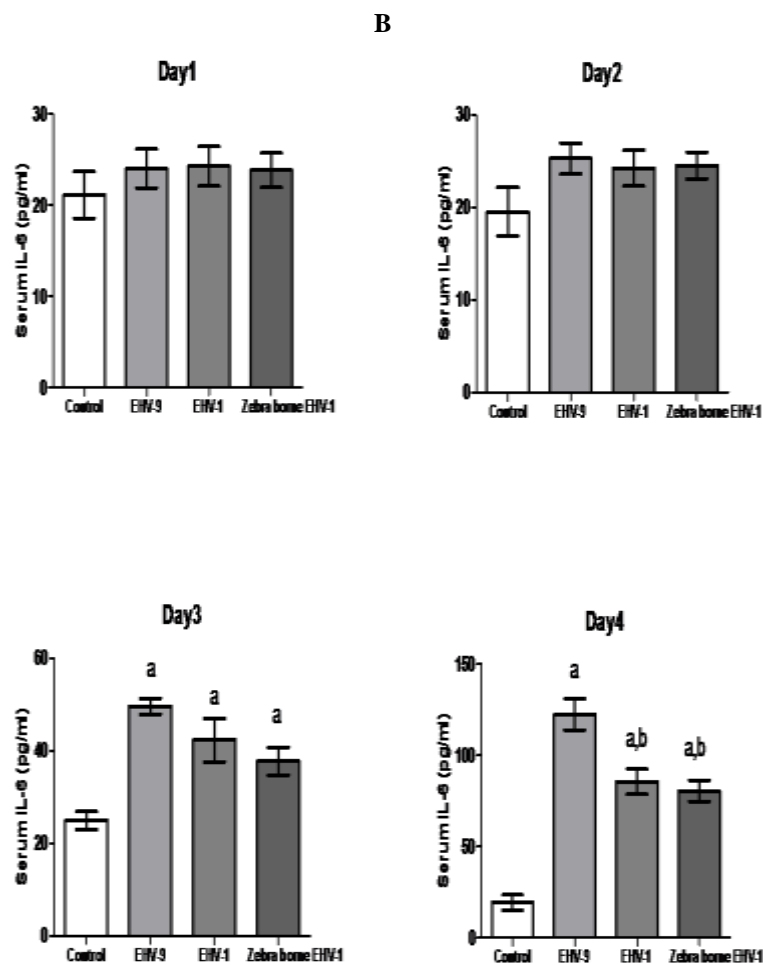 B
Day1
30
20
10
0
Serum IL-6 (pg/ml)
Control EHV-9 EHV-1 Zebra borne EHV-1
Day2
30
20
10
0
Serum IL-6 (pg/ml)
Control EHV-9 EHV-1 Zebra borne EHV-1
Day3
60
40
20
0
Serum IL-6 (pg/ml)
a
a
a
Control EHV-9 EHV-1 Zebra borne EHV-1
Day4
150
100
50
0
Serum IL-6 (pg/ml)
a
a,b
a,b
Control EHV-9 EHV-1 Zebra borne EHV-1